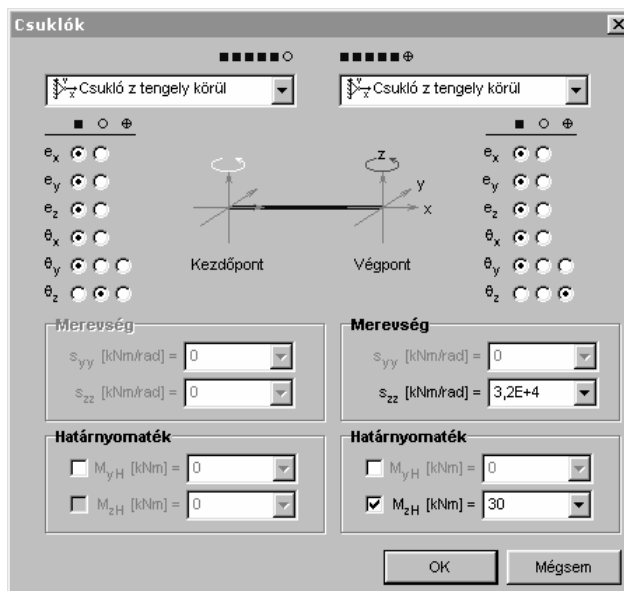 Csuklók
Csukló z tengely körül
Csukló z tengely körül
e_x
e_y
e_z
θ_x
θ_y
θ_z
z
y
x
Kezdőpont
Végpont
e_x
e_y
e_z
θ_x
θ_y
θ_z
Merevség
s_yy [kNm/rad] = 0
s_zz [kNm/rad] = 0
Merevség
s_yy [kNm/rad] = 0
s_zz [kNm/rad] = 3,2E+4
Határnyomaték
M_yH [kNm] = 0
M_zH [kNm] = 0
Határnyomaték
M_yH [kNm] = 0
M_zH [kNm] = 30
OK
Mégsem